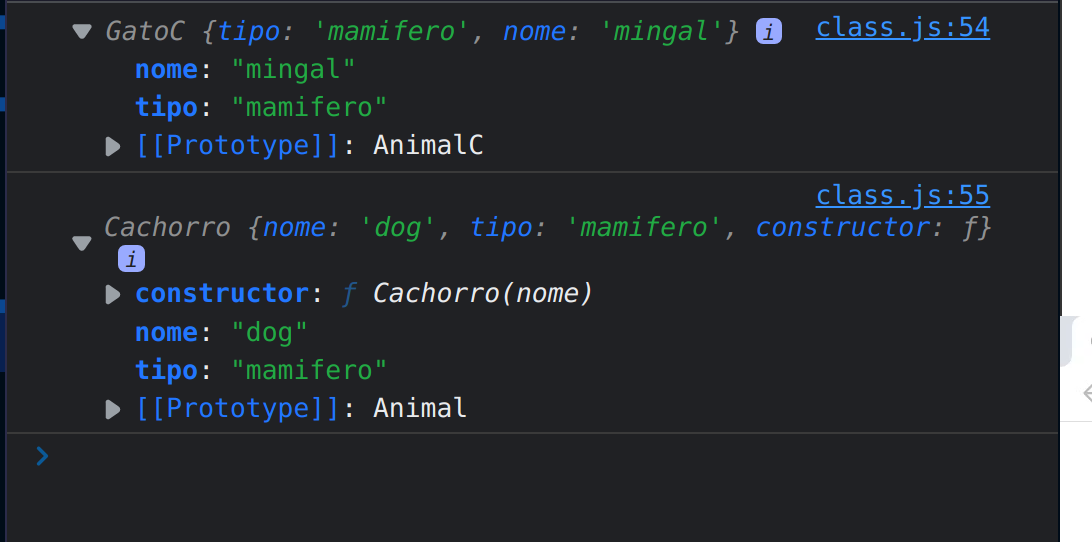 GatoC {tipo: 'mamifero', nome: 'mingal'} i class.js:54
nome: "mingal"
tipo: "mamifero"
[[Prototype]]: AnimalC
class.js:55
Cachorro {nome: 'dog', tipo: 'mamifero', constructor: ƒ}
i
constructor: ƒ Cachorro(nome)
nome: "dog"
tipo: "mamifero"
[[Prototype]]: Animal